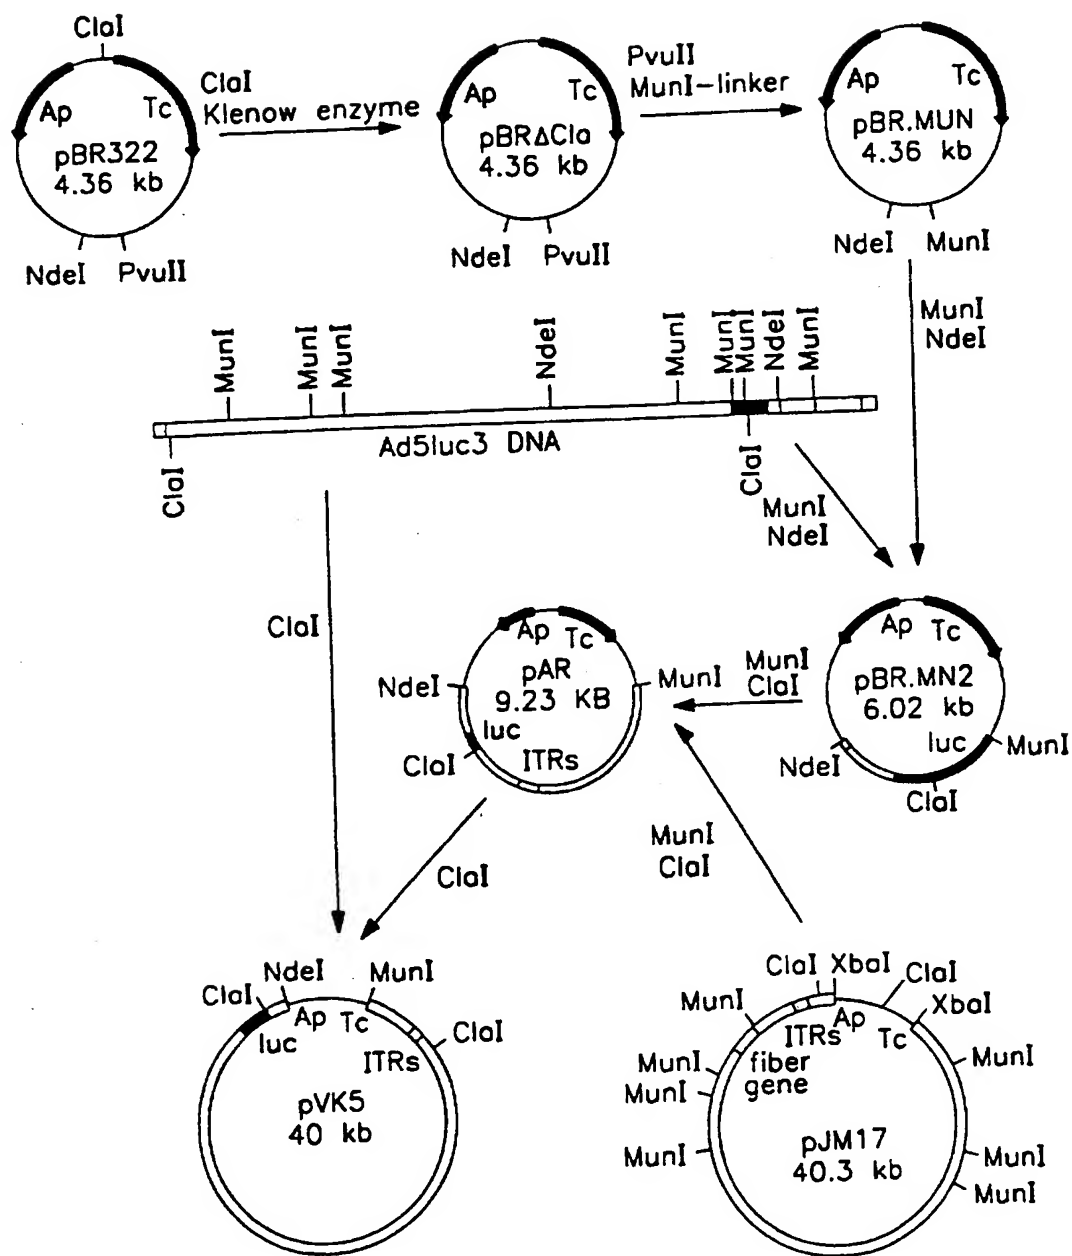 ClaI
Ap Tc
pBR322
4.36 kb
NdeI PvuII
ClaI
Klenow enzyme
Ap Tc
pBRΔCla
4.36 kb
NdeI PvuII
PvuII
MunI-linker
Ap Tc
pBR.MUN
4.36 kb
NdeI MunI
MunI
NdeI
MunI
MunI
MunI
NdeI
MunI
MunI
MunI
NdeI
MunI
Ad5luc3 DNA
ClaI
ClaI
MunI
NdeI
ClaI
Ap Tc
pAR
9.23 KB
NdeI
MunI
luc
ClaI
ITRs
MunI
ClaI
Ap Tc
pBR.MN2
6.02 kb
luc
MunI
NdeI
ClaI
ClaI
MunI
ClaI
NdeI MunI
ClaI
Ap Tc
luc
ClaI
ITRs
pVK5
40 kb
ClaI XbaI
ClaI
XbaI
MunI
ITRs
Ap
Tc
MunI
MunI
fiber
gene
MunI
MunI
pJM17
40.3 kb
MunI
MunI